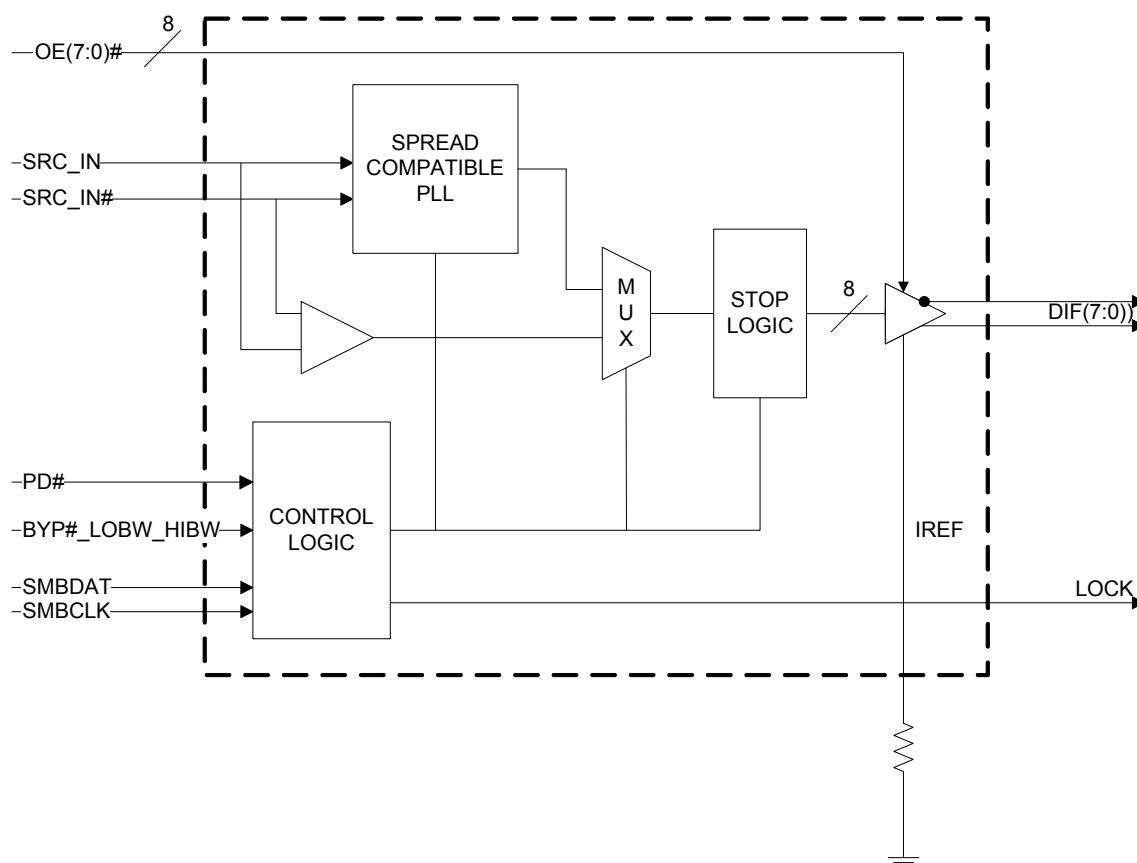 8
OE(7:0)#
SPREAD
COMPATIBLE
PLL
SRC_IN
SRC_IN#
M
U
X
STOP
LOGIC
8
DIF(7:0))
PD#
BYP#_LOBW_HIBW
CONTROL
LOGIC
IREF
SMBDAT
SMBCLK
LOCK